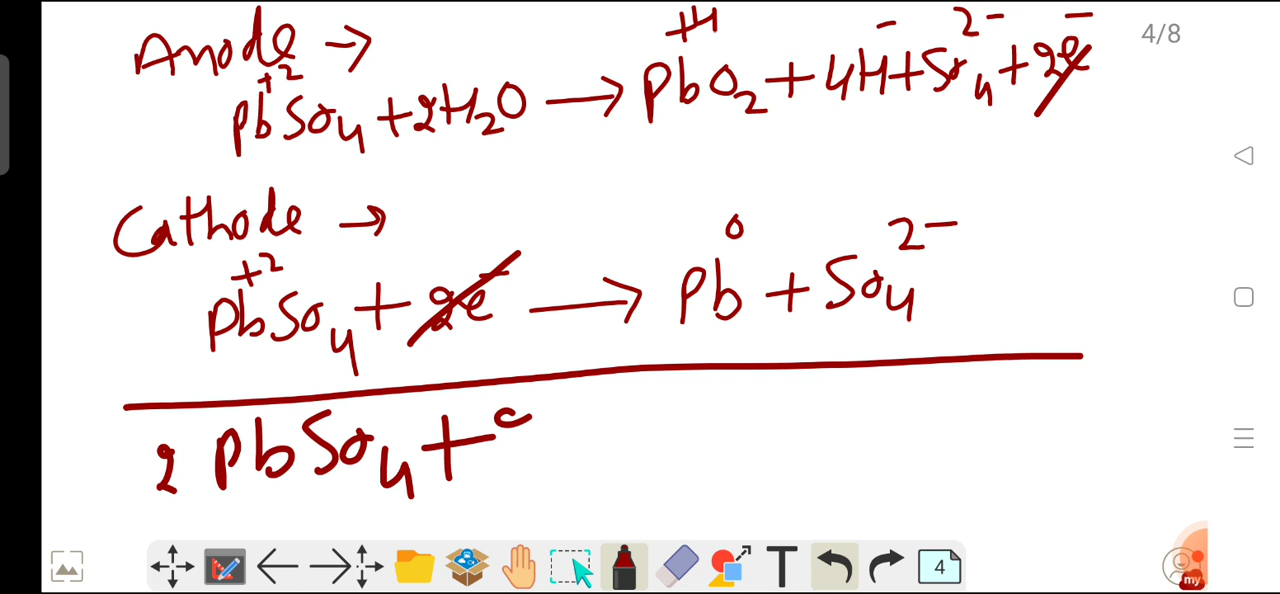 Anode →
4/8
+2 +4 - 2- -
PbSO4 + 2H2O → PbO2 + 4H + SO4 + 2e
Cathode →
+2 - 0 2-
PbSO4 + 2e → Pb + SO4
2 PbSO4 +
4
my